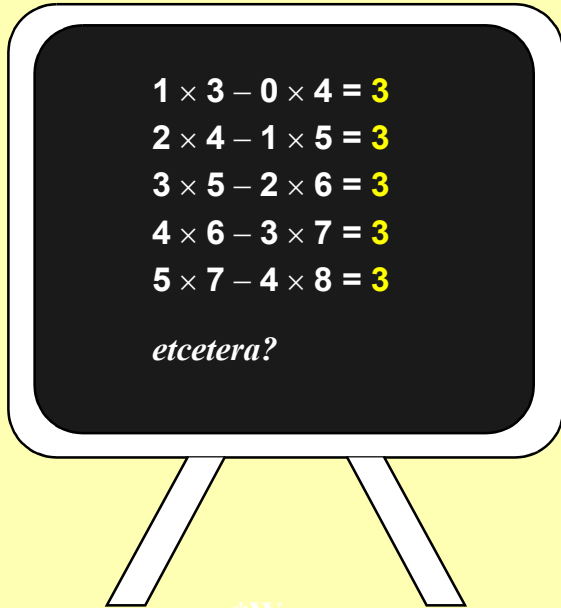 1 × 3 – 0 × 4 = 3
2 × 4 – 1 × 5 = 3
3 × 5 – 2 × 6 = 3
4 × 6 – 3 × 7 = 3
5 × 7 – 4 × 8 = 3
etcetera?